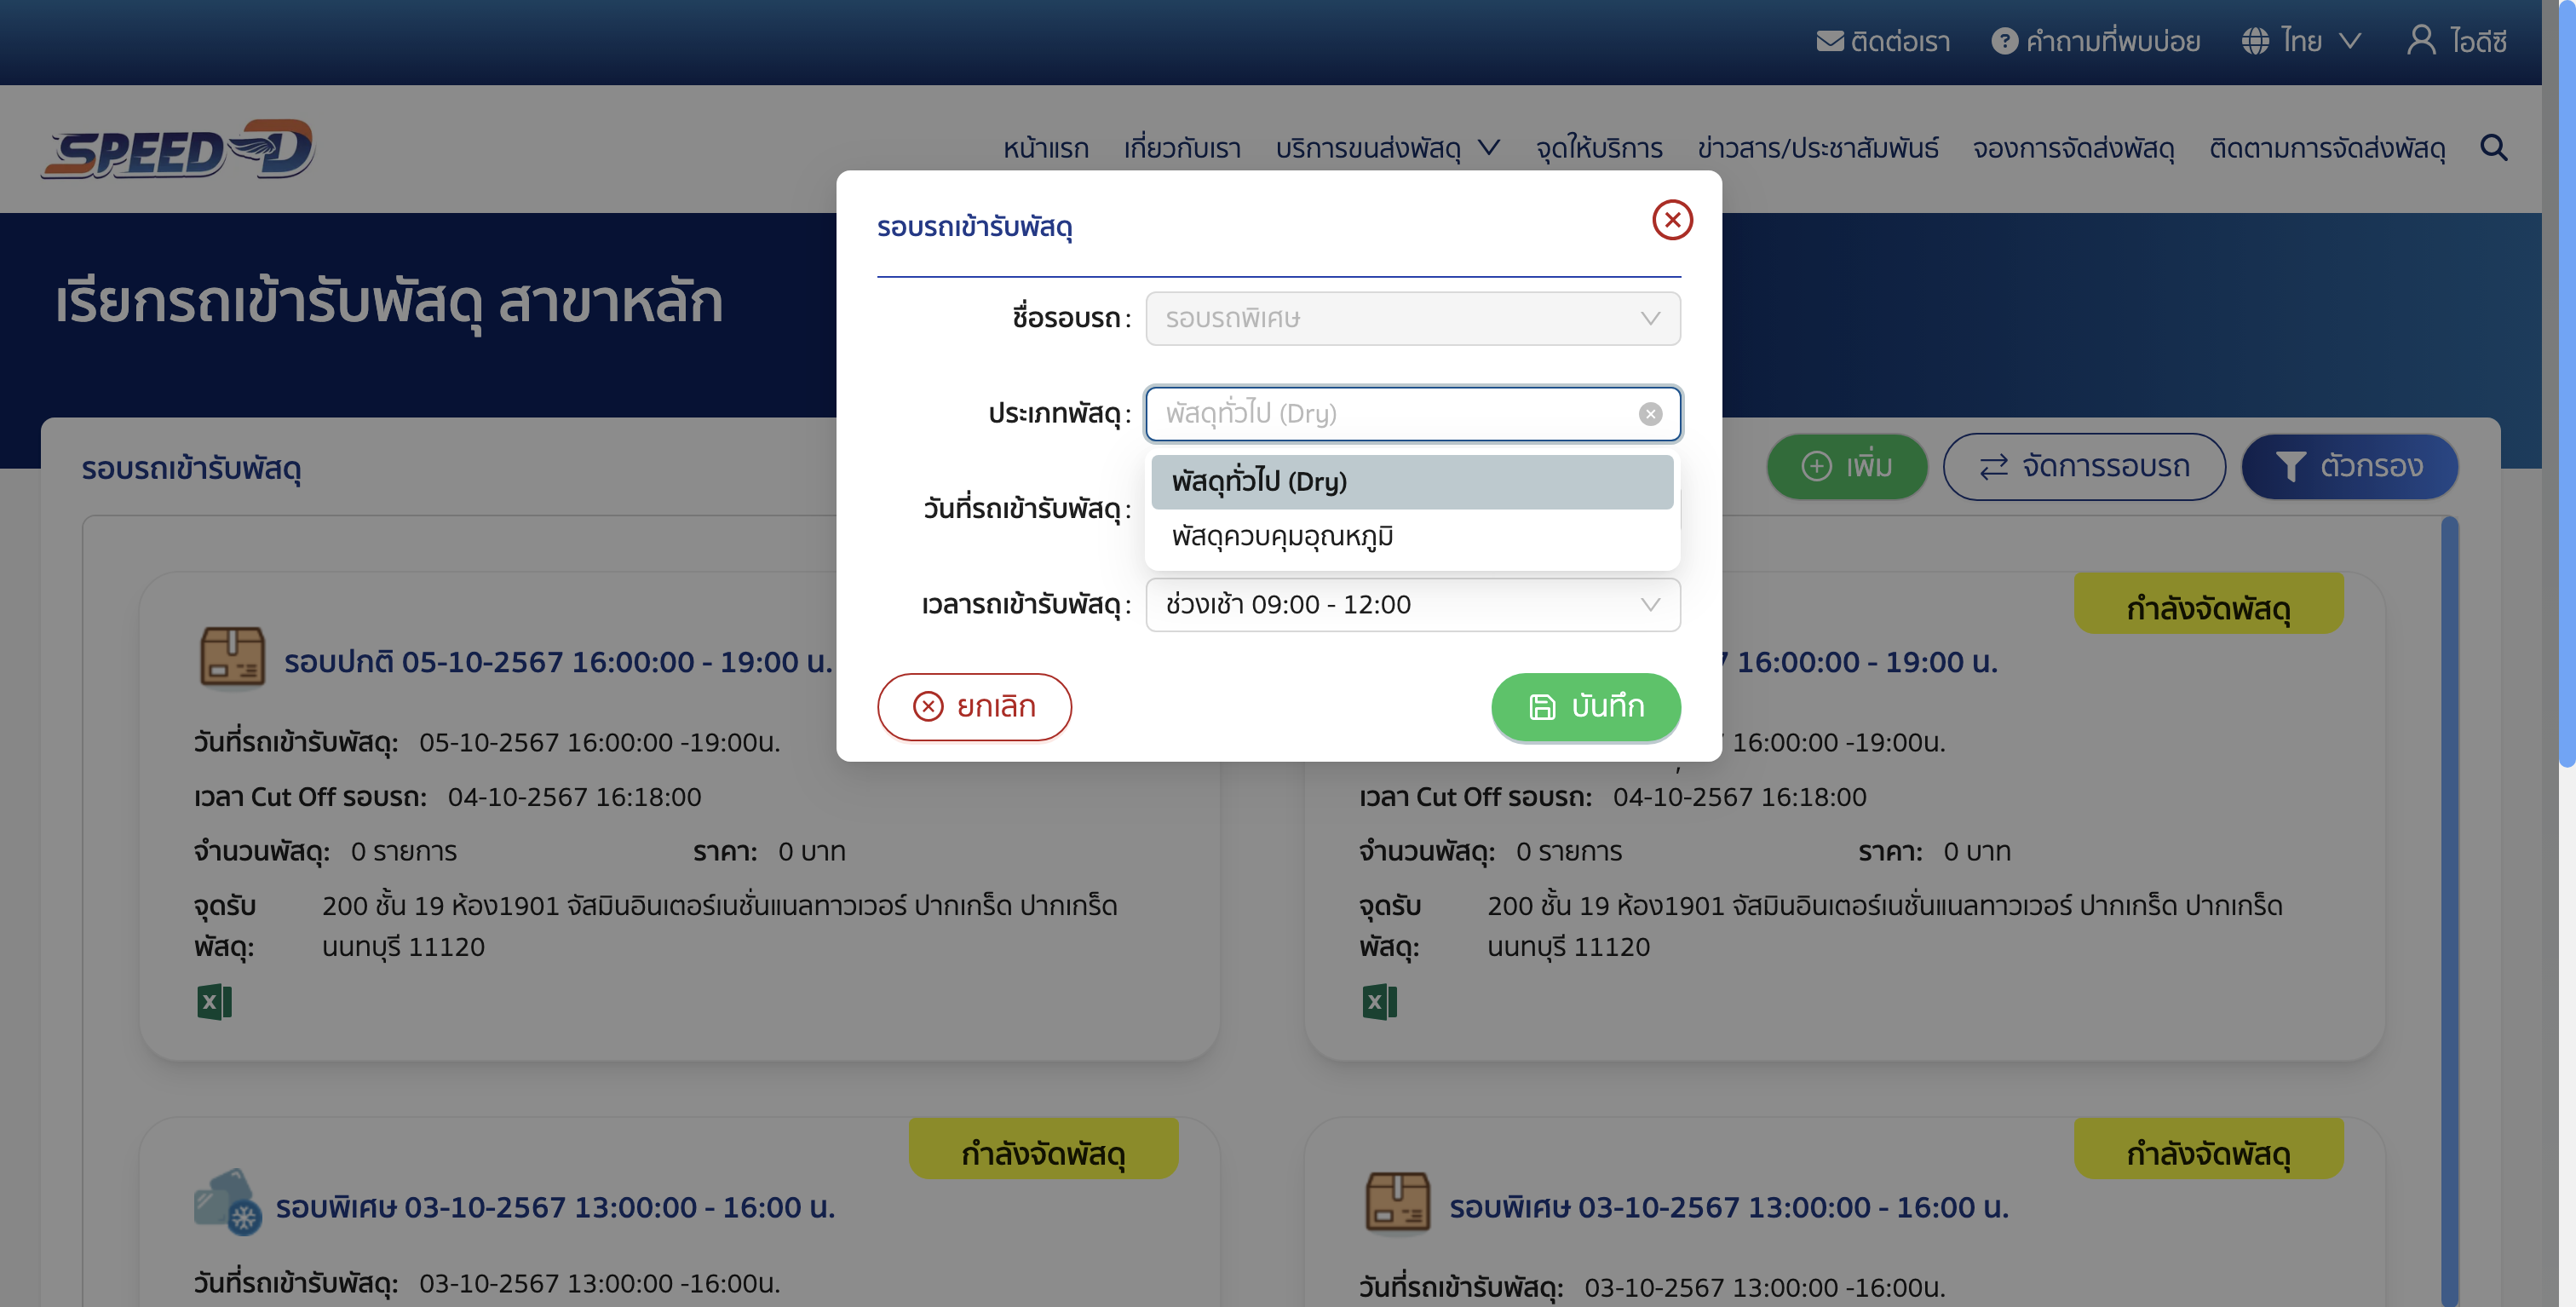 ติดต่อเรา คำถามที่พบบ่อย ไทย ไอดีซี
SPEED-D
หน้าแรก เกี่ยวกับเรา บริการขนส่งพัสดุ จุดให้บริการ ข่าวสาร/ประชาสัมพันธ์ จองการจัดส่งพัสดุ ติดตามการจัดส่งพัสดุ
เรียกรถเข้ารับพัสดุ สาขาหลัก
รอบรถเข้ารับพัสดุ
ชื่อรอบรถ : รอบรถพิเศษ
ประเภทพัสดุ : พัสดุทั่วไป (Dry)
พัสดุทั่วไป (Dry)
พัสดุควบคุมอุณหภูมิ
วันที่รถเข้ารับพัสดุ :
เวลารถเข้ารับพัสดุ : ช่วงเช้า 09:00 - 12:00
ยกเลิก บันทึก
รอบรถเข้ารับพัสดุ เพิ่ม จัดการรอบรถ ตัวกรอง
รอบปกติ 05-10-2567 16:00:00 - 19:00 น.
วันที่รถเข้ารับพัสดุ: 05-10-2567 16:00:00 -19:00น.
เวลา Cut Off รอบรถ: 04-10-2567 16:18:00
จำนวนพัสดุ: 0 รายการ ราคา: 0 บาท
จุดรับพัสดุ: 200 ชั้น 19 ห้อง1901 จัสมินอินเตอร์เนชั่นแนลทาวเวอร์ ปากเกร็ด ปากเกร็ด
นนทบุรี 11120
กำลังจัดพัสดุ
16:00:00 - 19:00 น.
16:00:00 -19:00น.
เวลา Cut Off รอบรถ: 04-10-2567 16:18:00
จำนวนพัสดุ: 0 รายการ ราคา: 0 บาท
จุดรับพัสดุ: 200 ชั้น 19 ห้อง1901 จัสมินอินเตอร์เนชั่นแนลทาวเวอร์ ปากเกร็ด ปากเกร็ด
นนทบุรี 11120
กำลังจัดพัสดุ
รอบพิเศษ 03-10-2567 13:00:00 - 16:00 น.
วันที่รถเข้ารับพัสดุ: 03-10-2567 13:00:00 -16:00น.
กำลังจัดพัสดุ
รอบพิเศษ 03-10-2567 13:00:00 - 16:00 น.
วันที่รถเข้ารับพัสดุ: 03-10-2567 13:00:00 -16:00น.